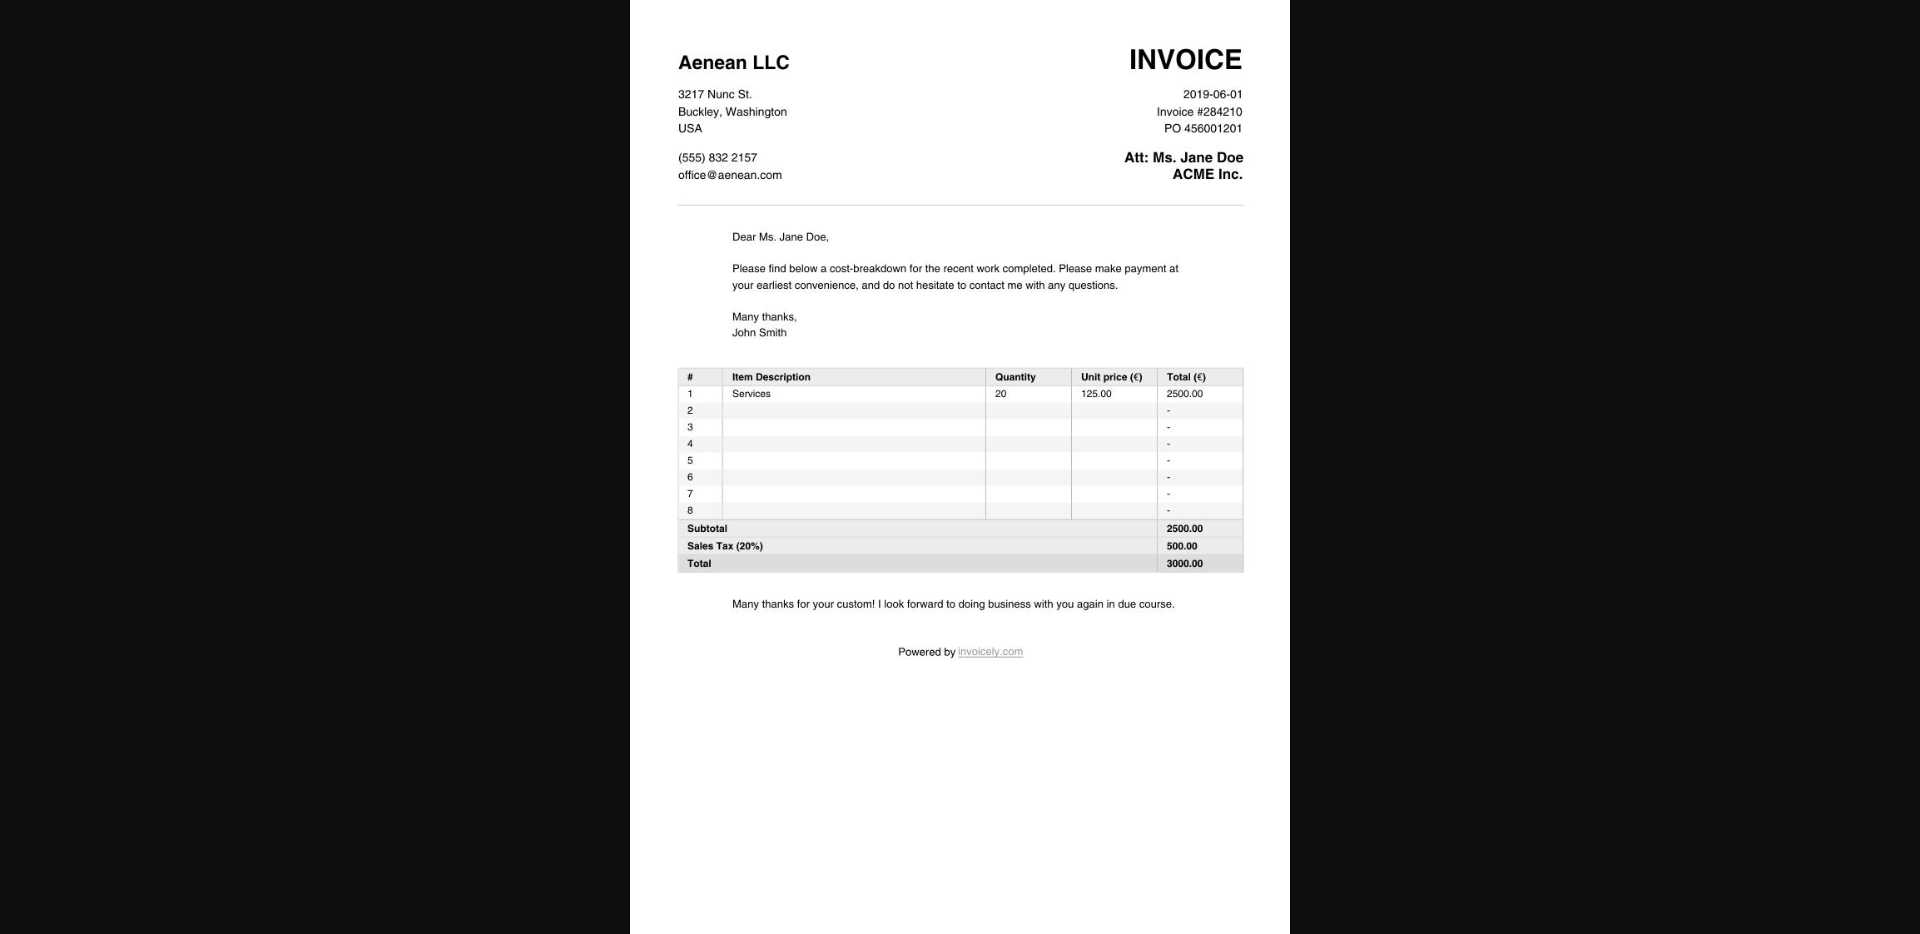 Aenean LLC
INVOICE
3217 Nunc St.
Buckley, Washington
USA
2019-06-01
Invoice #284210
PO 456001201
(555) 832 2157
office@aenean.com
Att: Ms. Jane Doe
ACME Inc.
Dear Ms. Jane Doe,
Please find below a cost-breakdown for the recent work completed. Please make payment at
your earliest convenience, and do not hesitate to contact me with any questions.
Many thanks,
John Smith
# Item Description Quantity Unit price (€) Total (€)
1 Services 20 125.00 2500.00
2 -
3 -
4 -
5 -
6 -
7 -
8 -
Subtotal 2500.00
Sales Tax (20%) 500.00
Total 3000.00
Many thanks for your custom! I look forward to doing business with you again in due course.
Powered by invoicely.com